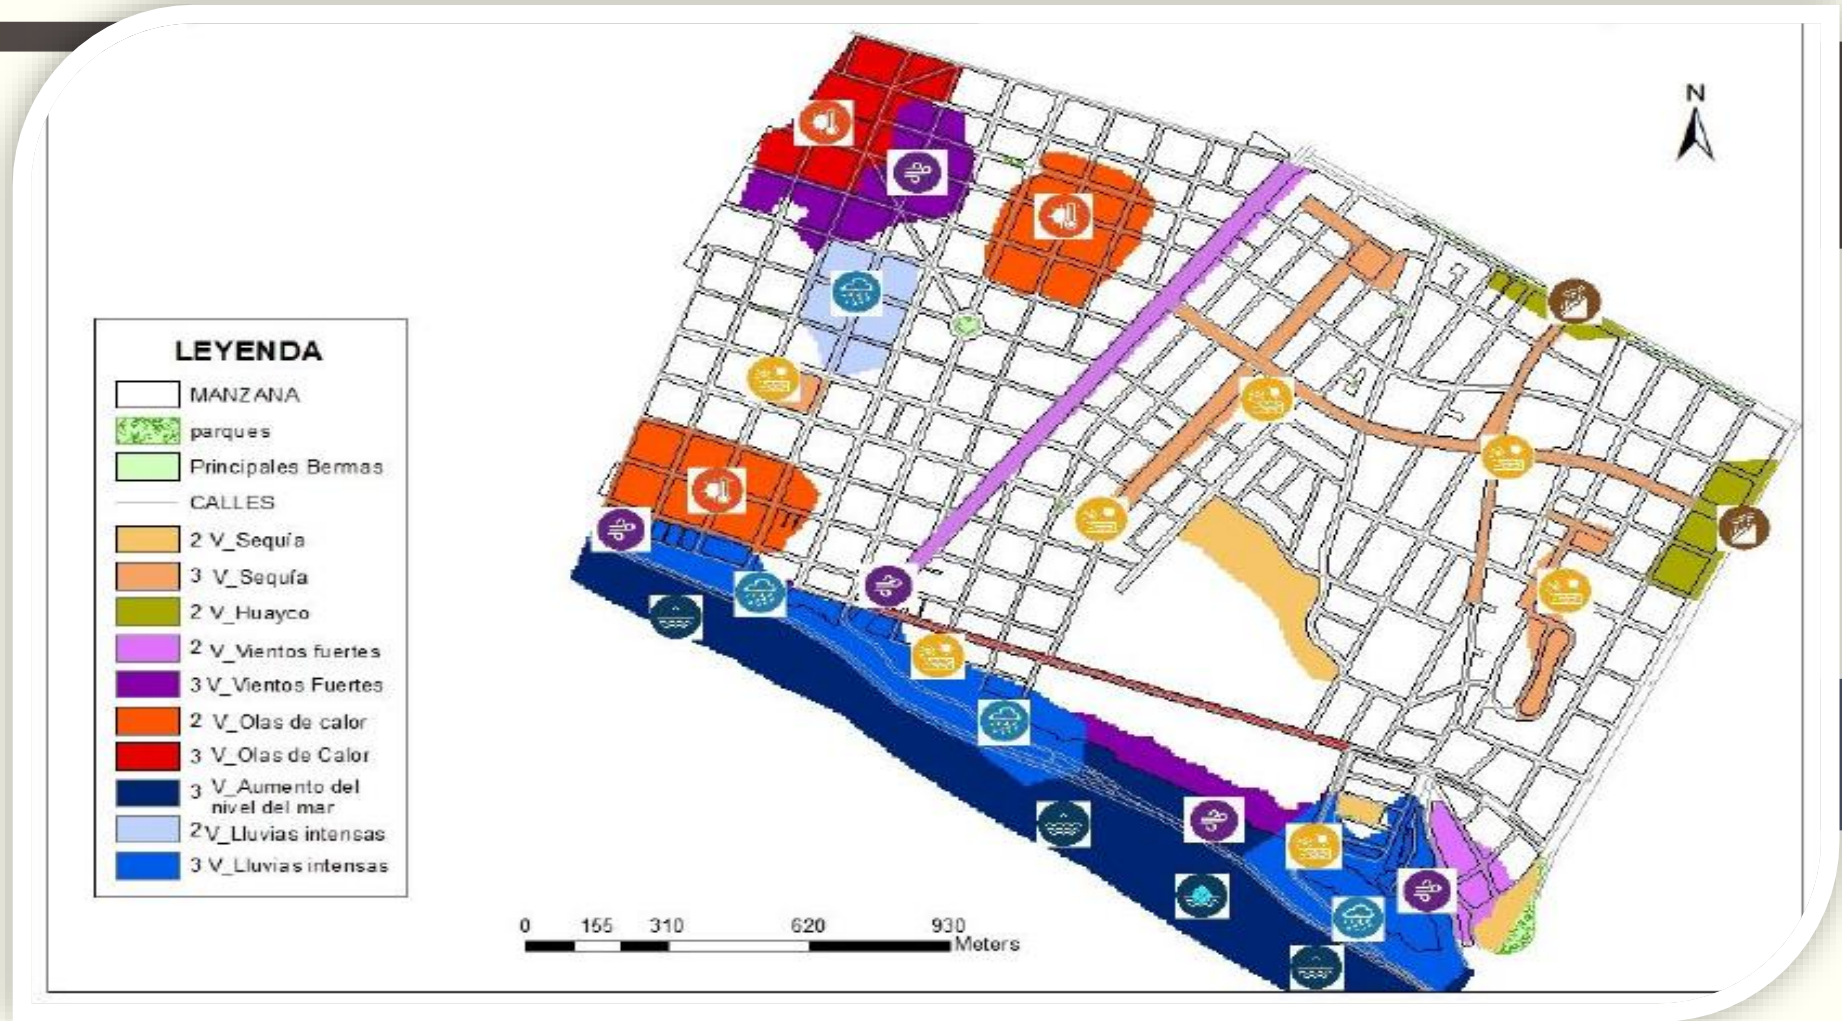 N
LEYENDA
MANZANA
parques
Principales Bermas
CALLES
2 V_Sequía
3 V_Sequía
2 V_Huayco
2 V_Vientos fuertes
3 V_Vientos Fuertes
2 V_Olas de calor
3 V_Olas de Calor
3 V_Aumento del
nivel del mar
2 V_Lluvias intensas
3 V_Lluvias intensas
0 155 310 620 930
Meters